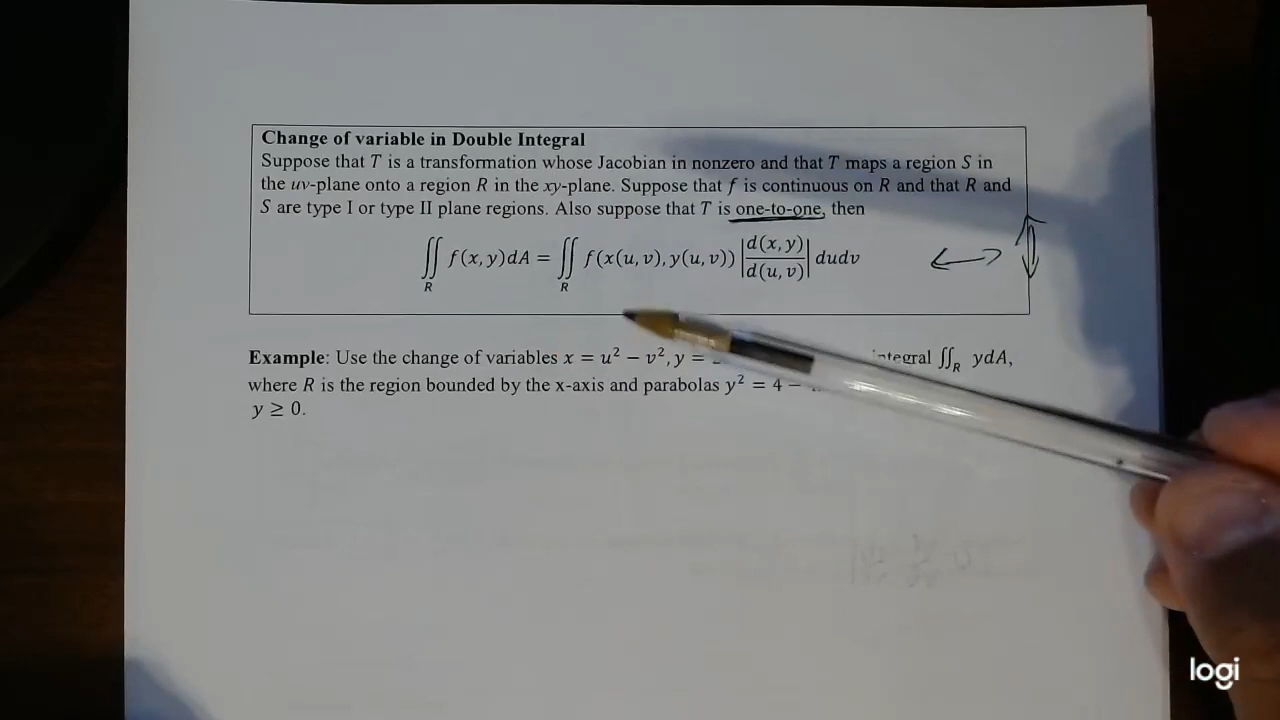 Change of variable in Double Integral
Suppose that T is a transformation whose Jacobian in nonzero and that T maps a region S in
the uv-plane onto a region R in the xy-plane. Suppose that f is continuous on R and that R and
S are type I or type II plane regions. Also suppose that T is one-to-one, then
∬_R f(x, y)dA = ∬_R f(x(u, v), y(u, v)) |d(x, y)/d(u, v)| dudv
Example: Use the change of variables x = u² − v², y = integral ∬_R ydA,
where R is the region bounded by the x-axis and parabolas y² = 4 −
y ≥ 0.
logi